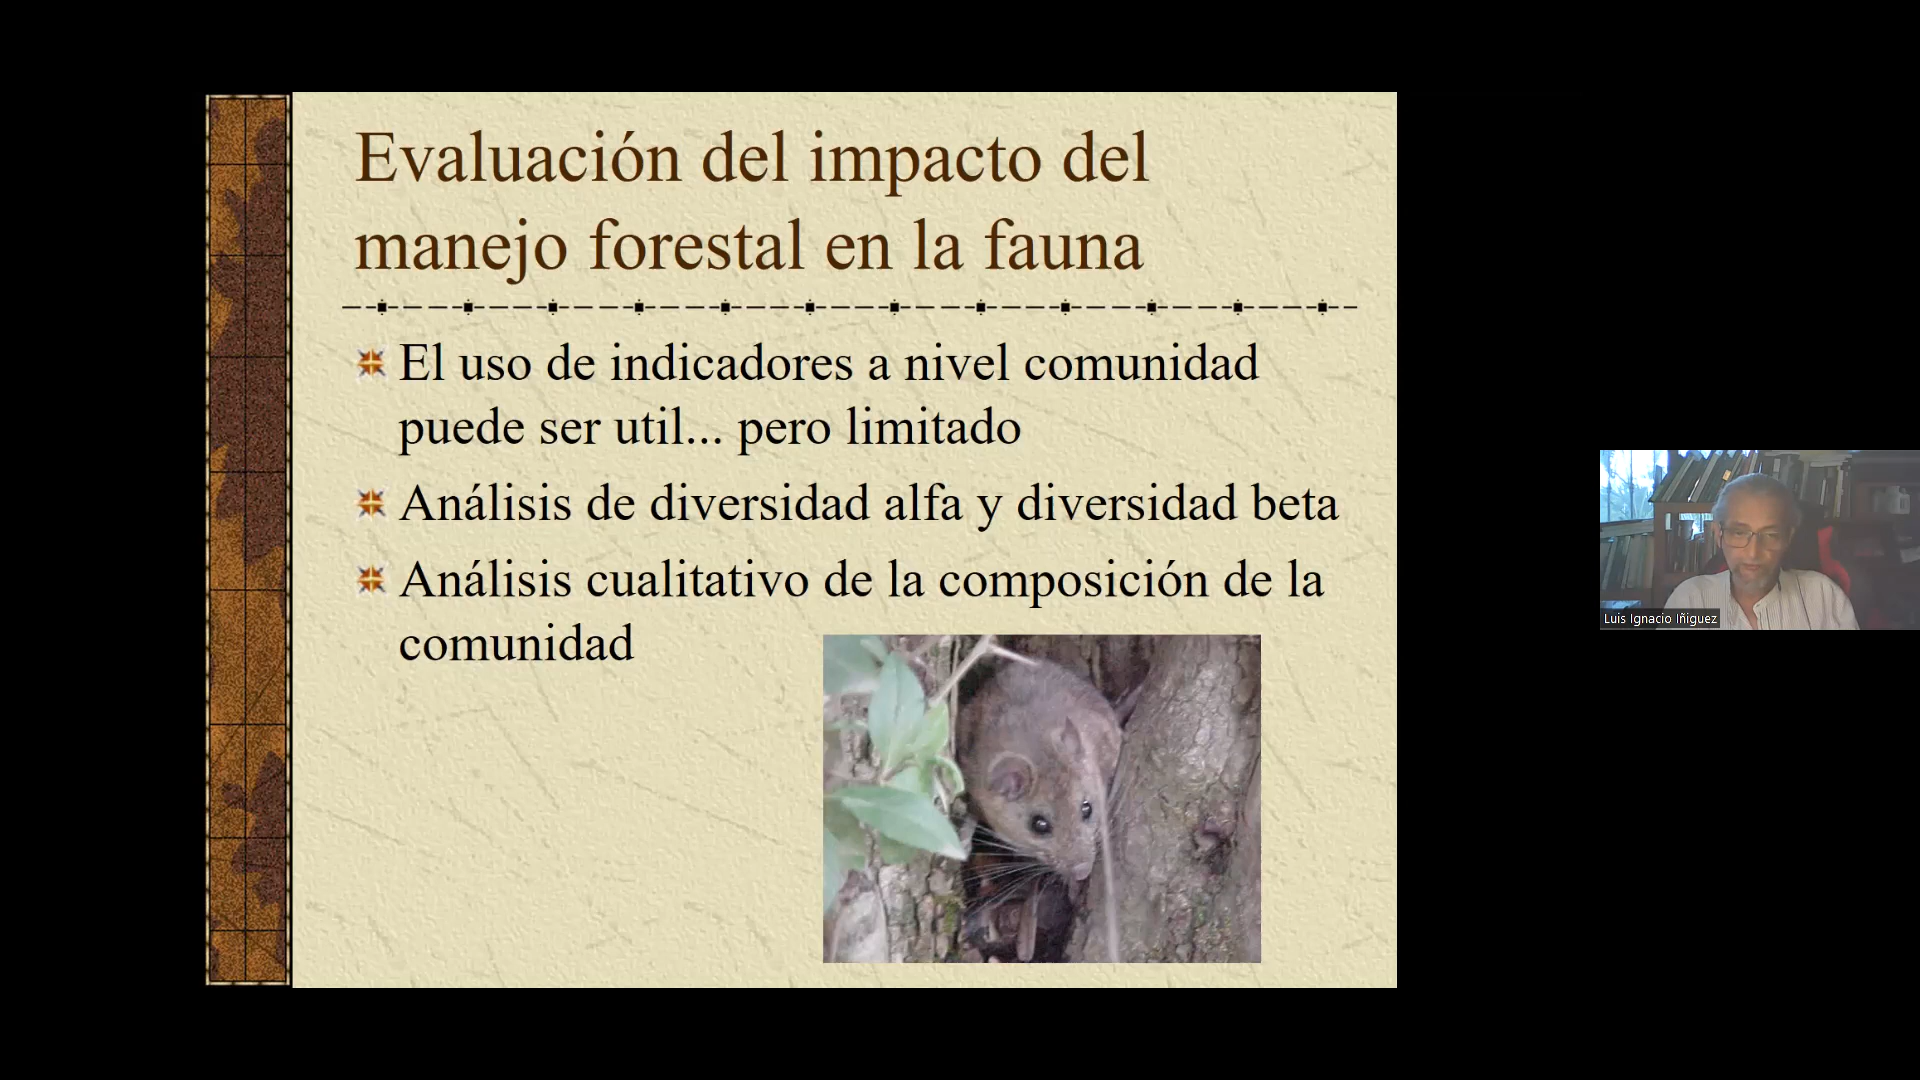 Evaluación del impacto del
manejo forestal en la fauna
El uso de indicadores a nivel comunidad
puede ser util... pero limitado
Análisis de diversidad alfa y diversidad beta
Análisis cualitativo de la composición de la
comunidad
Luis Ignacio Iñiguez